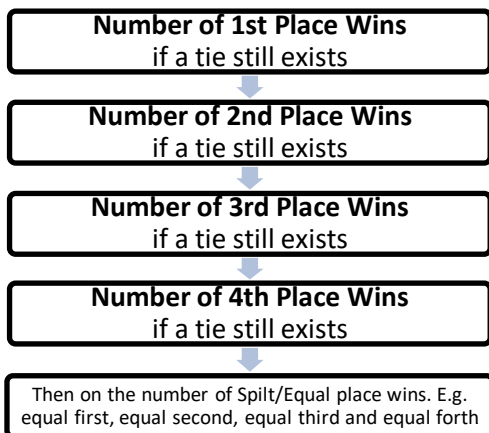 Number of 1st Place Wins
if a tie still exists
Number of 2nd Place Wins
if a tie still exists
Number of 3rd Place Wins
if a tie still exists
Number of 4th Place Wins
if a tie still exists
Then on the number of Spilt/Equal place wins. E.g.
equal first, equal second, equal third and equal forth